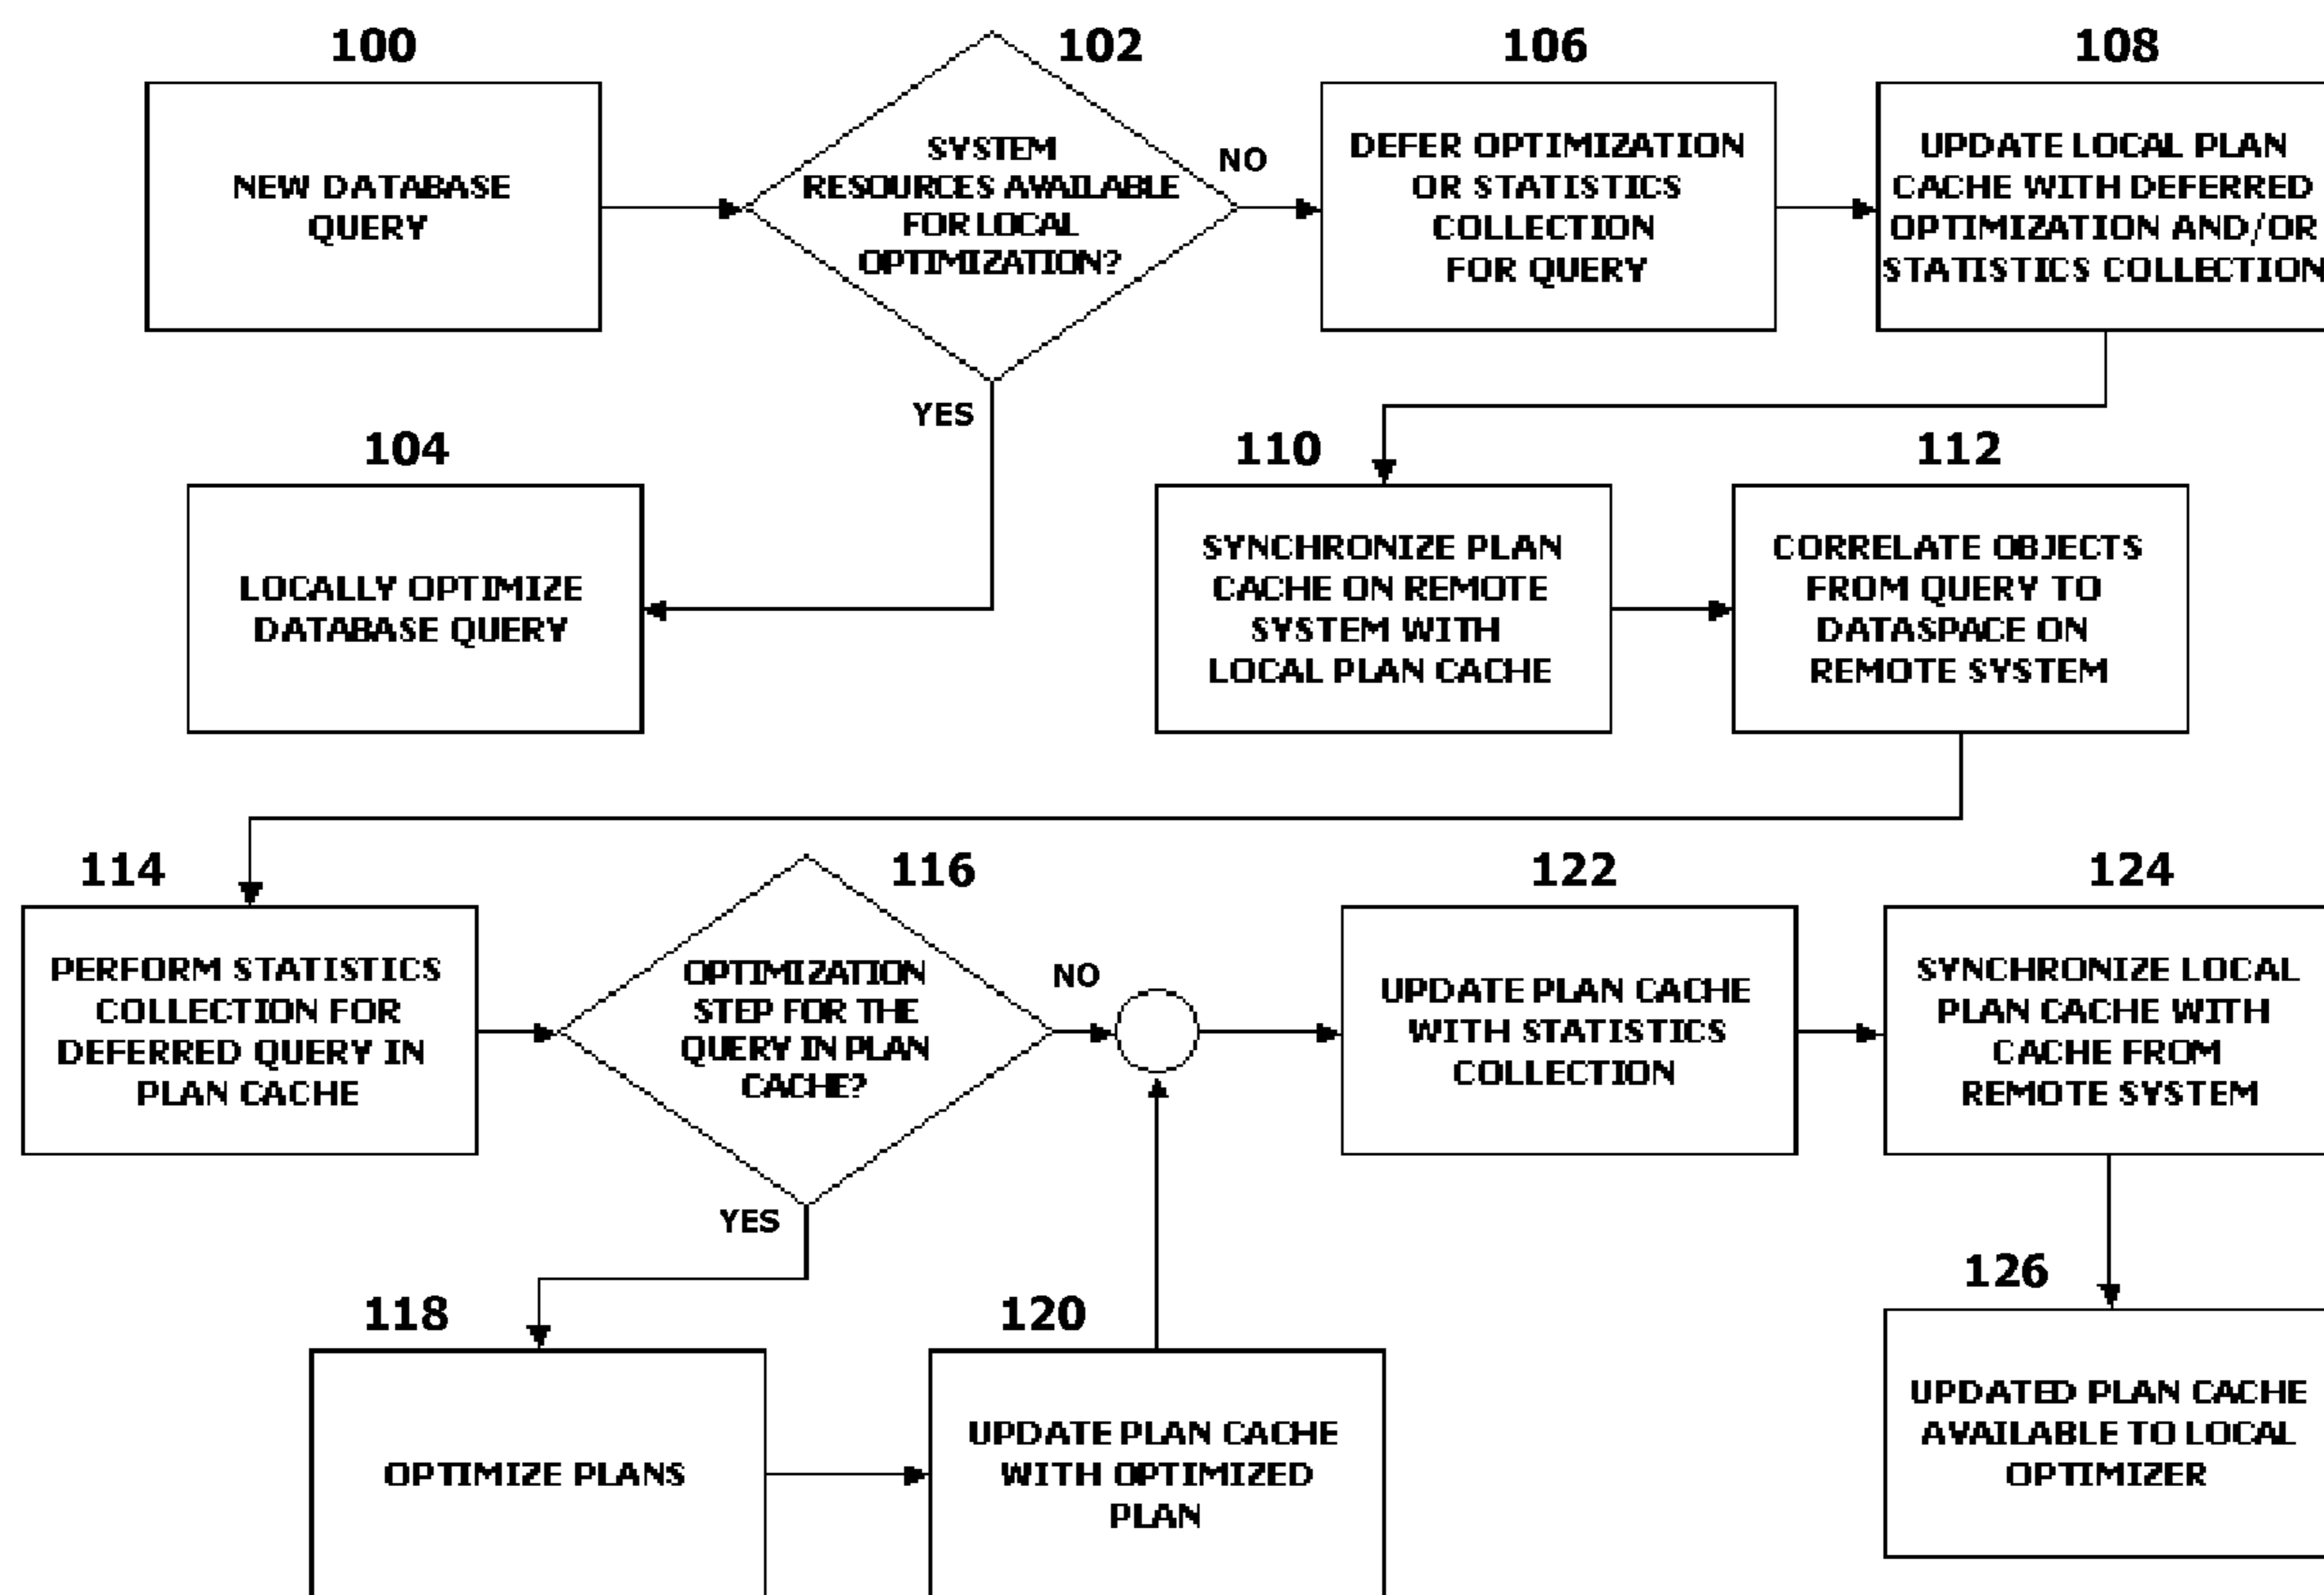 100
NEW DATABASE
QUERY
102
SYSTEM
RESOURCES AVAILABLE
FOR LOCAL
OPTIMIZATION?
NO
YES
106
DEFER OPTIMIZATION
OR STATISTICS
COLLECTION
FOR QUERY
108
UPDATE LOCAL PLAN
CACHE WITH DEFERRED
OPTIMIZATION AND/OR
STATISTICS COLLECTION
104
LOCALLY OPTIMIZE
DATABASE QUERY
110
SYNCHRONIZE PLAN
CACHE ON REMOTE
SYSTEM WITH
LOCAL PLAN CACHE
112
CORRELATE OBJECTS
FROM QUERY TO
DATASPACE ON
REMOTE SYSTEM
114
PERFORM STATISTICS
COLLECTION FOR
DEFERRED QUERY IN
PLAN CACHE
116
OPTIMIZATION
STEP FOR THE
QUERY IN PLAN
CACHE?
NO
YES
122
UPDATE PLAN CACHE
WITH STATISTICS
COLLECTION
124
SYNCHRONIZE LOCAL
PLAN CACHE WITH
CACHE FROM
REMOTE SYSTEM
118
OPTIMIZE PLANS
120
UPDATE PLAN CACHE
WITH OPTIMIZED
PLAN
126
UPDATED PLAN CACHE
AVAILABLE TO LOCAL
OPTIMIZER